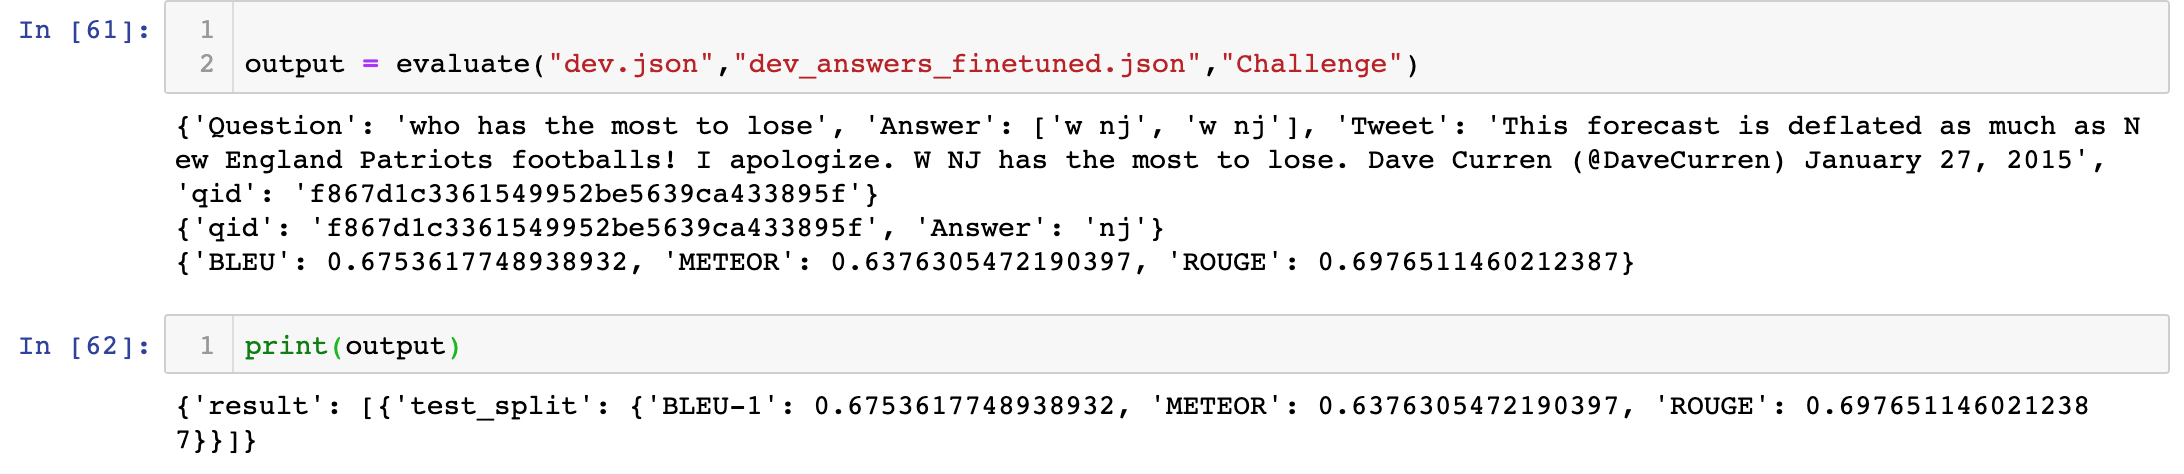 In [61]:
1
2 output = evaluate("dev.json","dev_answers_finetuned.json","Challenge")
{'Question': 'who has the most to lose', 'Answer': ['w nj', 'w nj'], 'Tweet': 'This forecast is deflated as much as N
ew England Patriots footballs! I apologize. W NJ has the most to lose. Dave Curren (@DaveCurren) January 27, 2015',
'qid': 'f867d1c3361549952be5639ca433895f'}
{'qid': 'f867d1c3361549952be5639ca433895f', 'Answer': 'nj'}
{'BLEU': 0.6753617748938932, 'METEOR': 0.6376305472190397, 'ROUGE': 0.6976511460212387}
In [62]: 1 print(output)
{'result': [{'test_split': {'BLEU-1': 0.6753617748938932, 'METEOR': 0.6376305472190397, 'ROUGE': 0.697651146021238
7}}]}